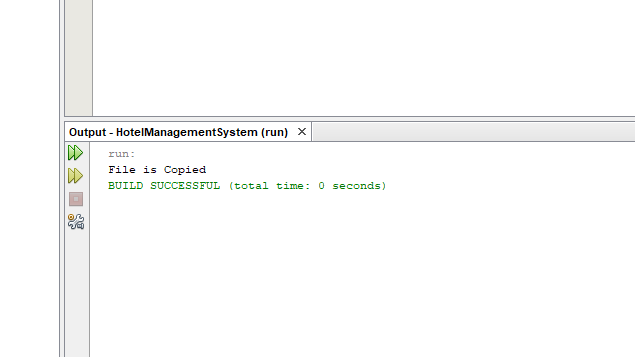 Output - HotelManagementSystem (run)
run:
File is Copied
BUILD SUCCESSFUL (total time: 0 seconds)